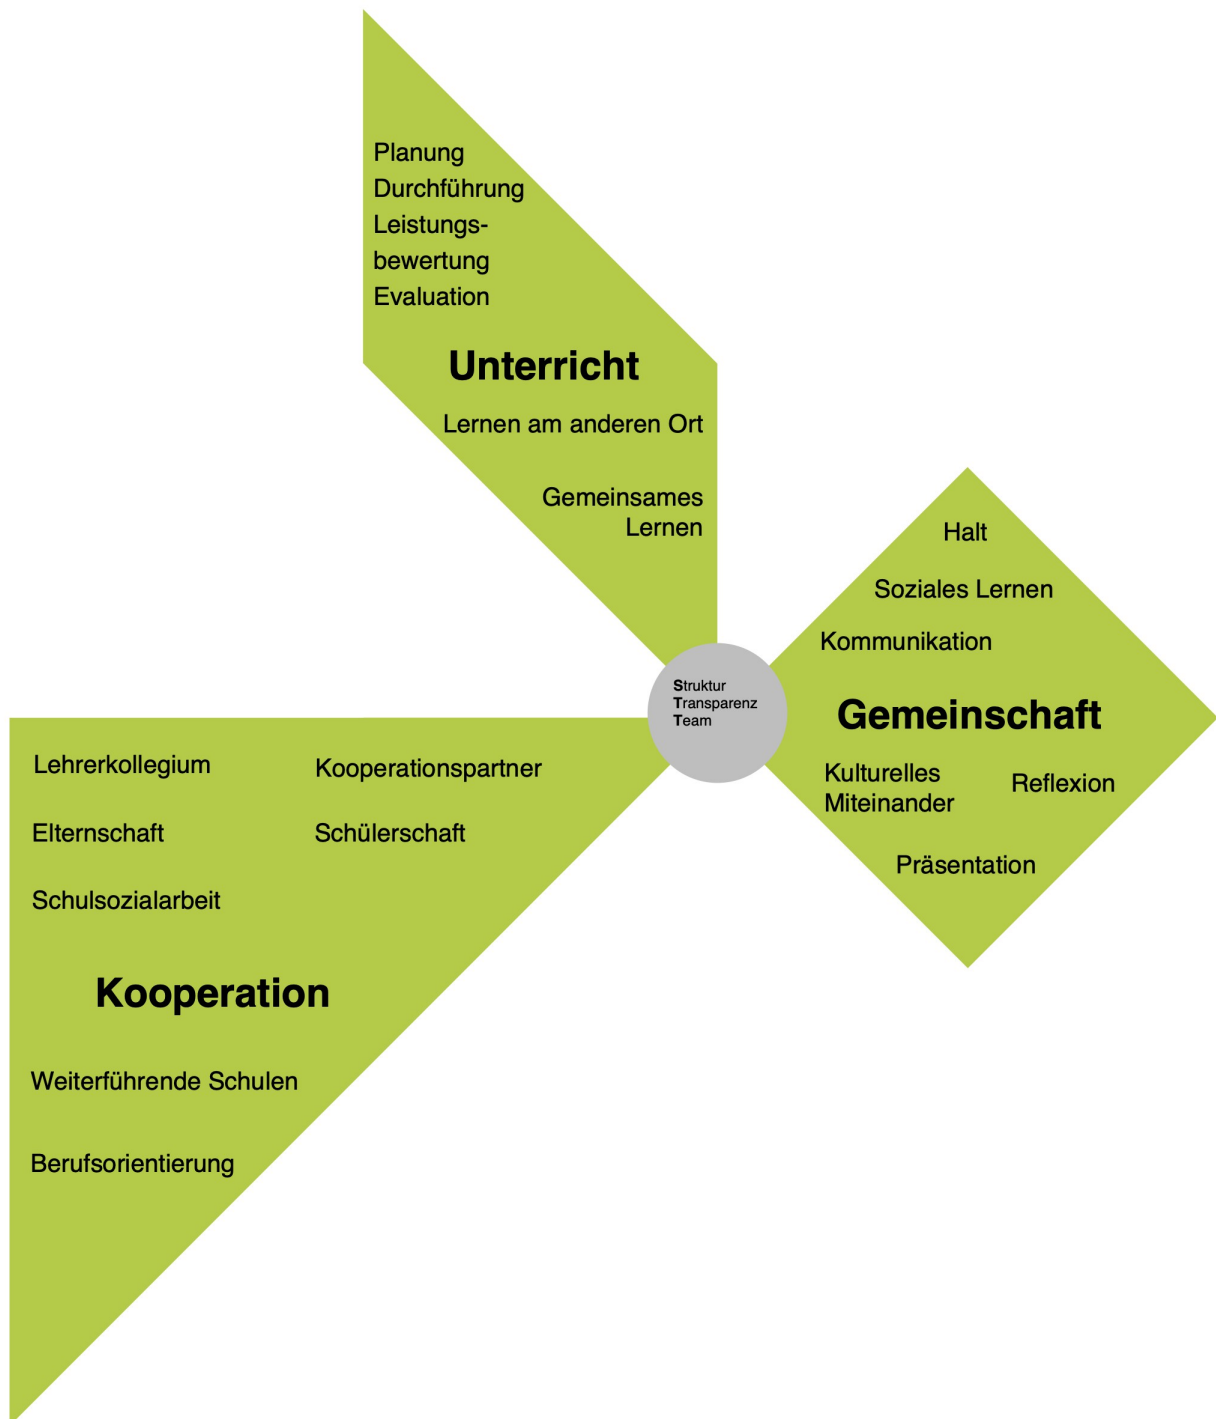 Planung
Durchführung
Leistungs-
bewertung
Evaluation
Unterricht
Lernen am anderen Ort
Gemeinsames
Lernen
Halt
Soziales Lernen
Kommunikation
Gemeinschaft
Kulturelles
Miteinander
Reflexion
Präsentation
Struktur
Transparenz
Team
Lehrerkollegium
Kooperationspartner
Elternschaft
Schülerschaft
Schulsozialarbeit
Kooperation
Weiterführende Schulen
Berufsorientierung